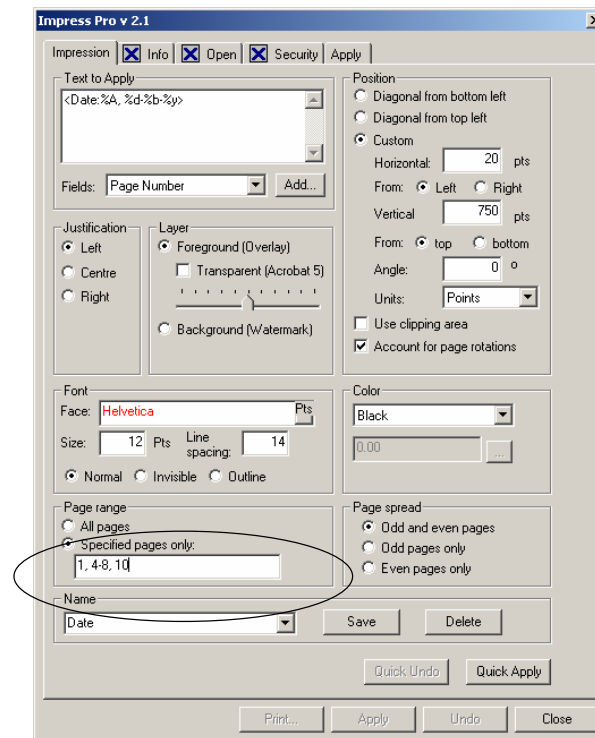 Impress Pro v 2.1
Impression Info Open Security Apply
Text to Apply
<Date:%A, %d-%b-%y>
Fields: Page Number Add...
Position
Diagonal from bottom left
Diagonal from top left
Custom
Horizontal: 20 pts
From: Left Right
Vertical 750 pts
From: top bottom
Angle: 0 º
Units: Points
Use clipping area
Account for page rotations
Justification
Left
Centre
Right
Layer
Foreground (Overlay)
Transparent (Acrobat 5)
Background (Watermark)
Font
Face: Helvetica Pts
Size: 12 Pts Line spacing: 14
Normal Invisible Outline
Color
Black
0.00 ...
Page range
All pages
Specified pages only:
1, 4-8, 10
Page spread
Odd and even pages
Odd pages only
Even pages only
Name
Date Save Delete
Quick Undo Quick Apply
Print... Apply Undo Close